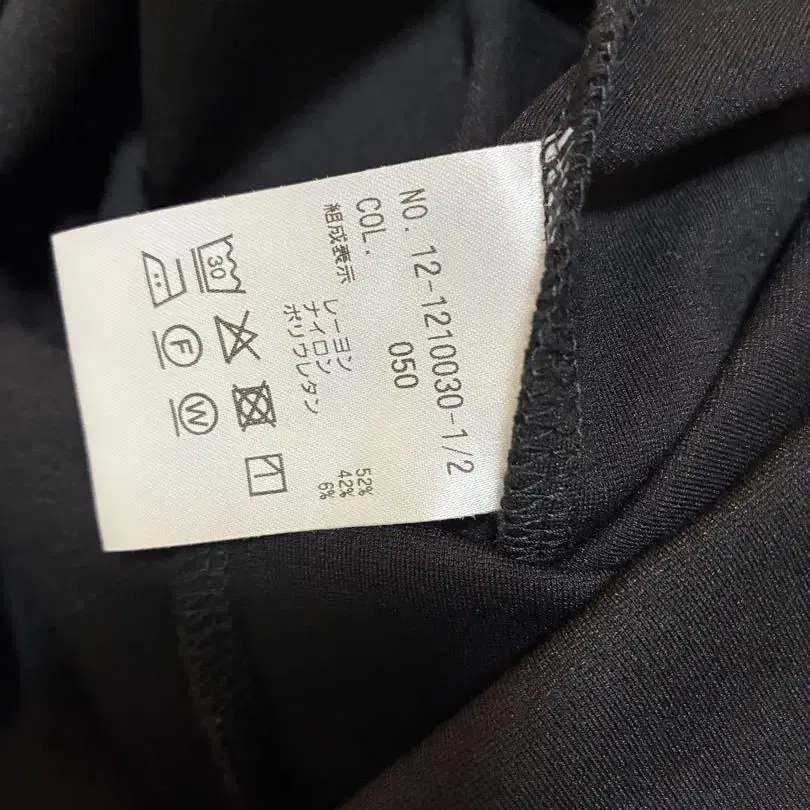 NO. 12-1210030-1/2
COL. 050
組成表示
レーヨン 52%
ナイロン 42%
ポリウレタン 6%
30
F
W